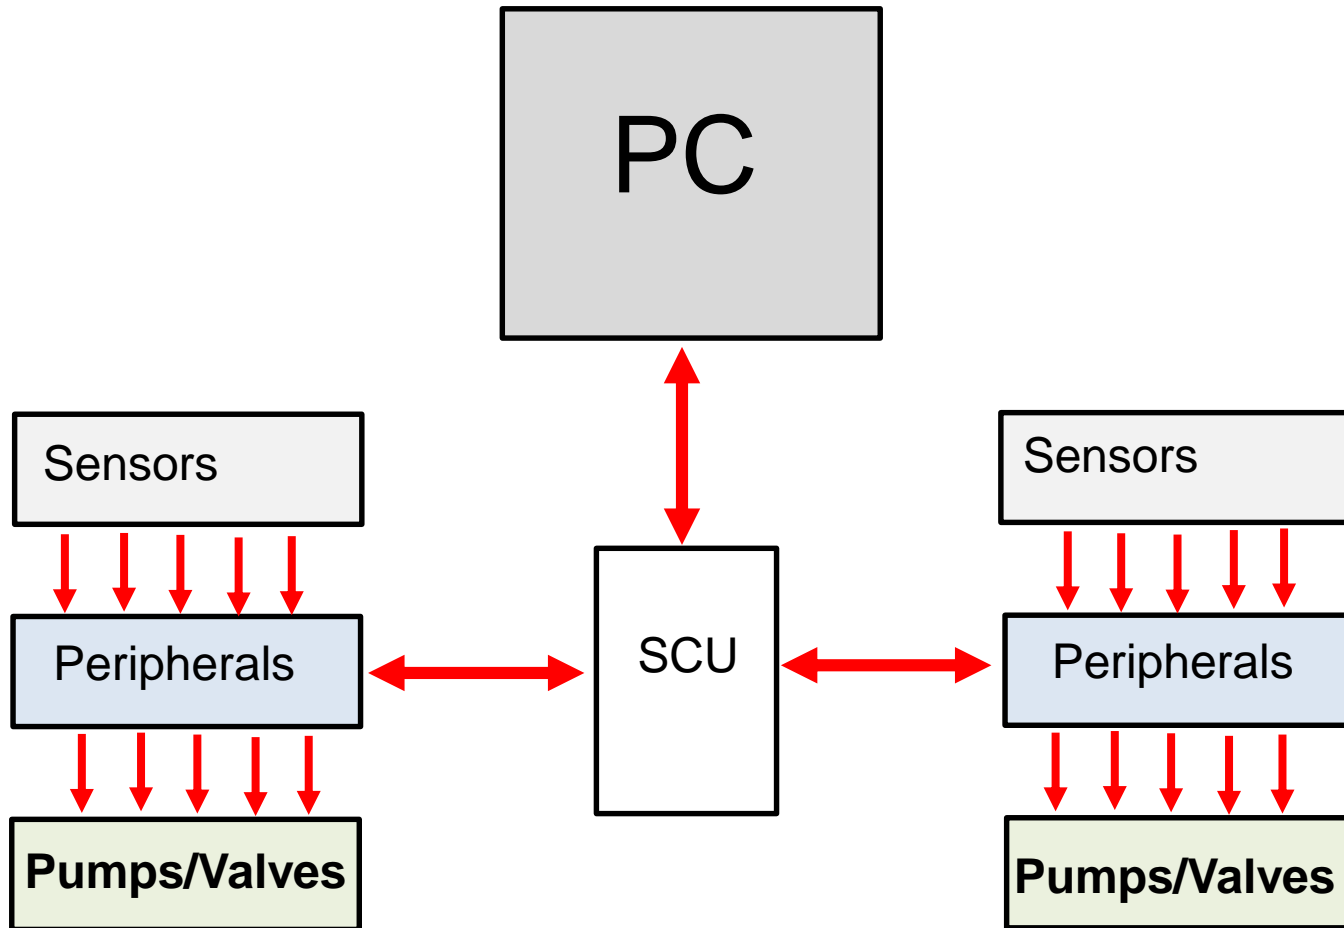 PC
Sensors
Sensors
Peripherals
SCU
Peripherals
Pumps/Valves
Pumps/Valves